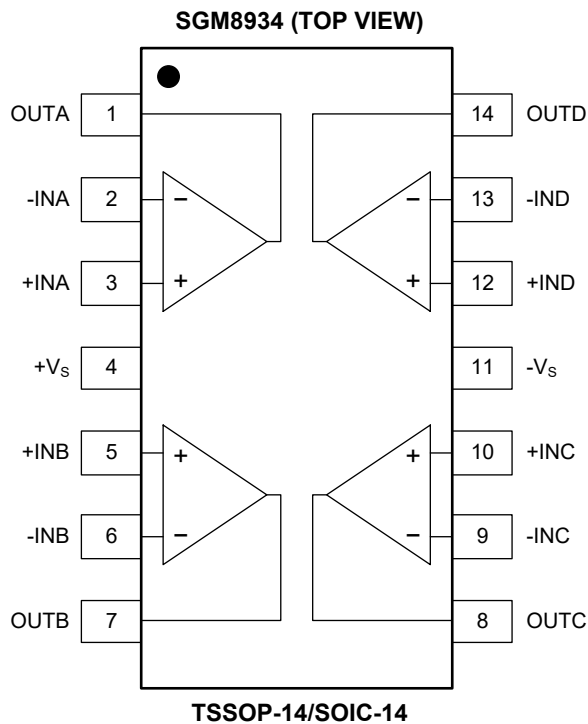 SGM8934 (TOP VIEW)
OUTA 1 14 OUTD
-INA 2 − − 13 -IND
+INA 3 + + 12 +IND
+VS 4 11 -VS
+INB 5 + + 10 +INC
-INB 6 − − 9 -INC
OUTB 7 8 OUTC
TSSOP-14/SOIC-14